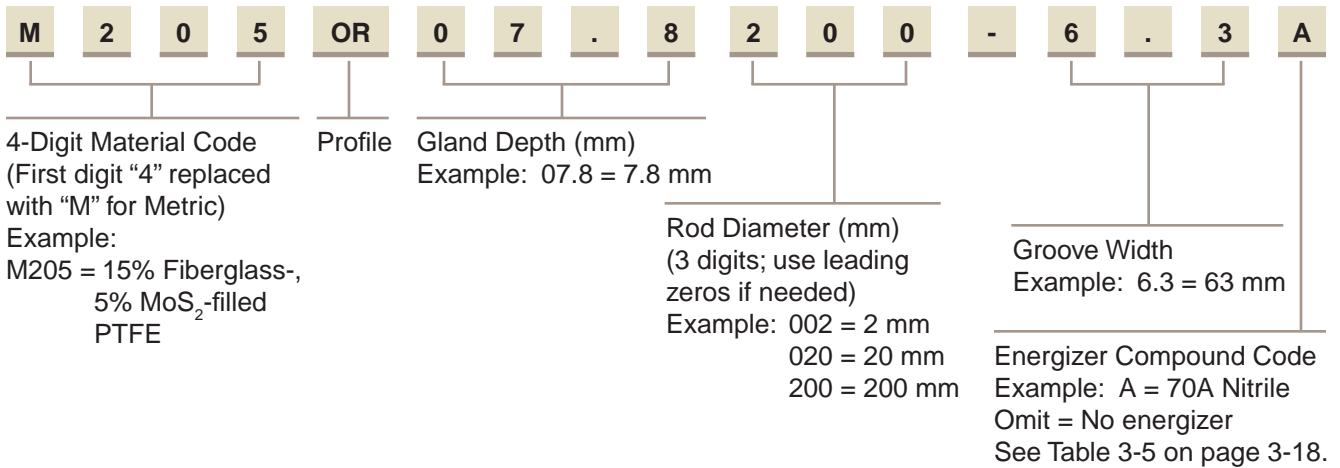 M 2 0 5 OR 0 7 . 8 2 0 0 - 6 . 3 A
4-Digit Material Code
(First digit “4” replaced
with “M” for Metric)
Example:
M205 = 15% Fiberglass-,
5% MoS2-filled
PTFE
Profile
Gland Depth (mm)
Example: 07.8 = 7.8 mm
Rod Diameter (mm)
(3 digits; use leading
zeros if needed)
Example: 002 = 2 mm
020 = 20 mm
200 = 200 mm
Groove Width
Example: 6.3 = 63 mm
Energizer Compound Code
Example: A = 70A Nitrile
Omit = No energizer
See Table 3-5 on page 3-18.